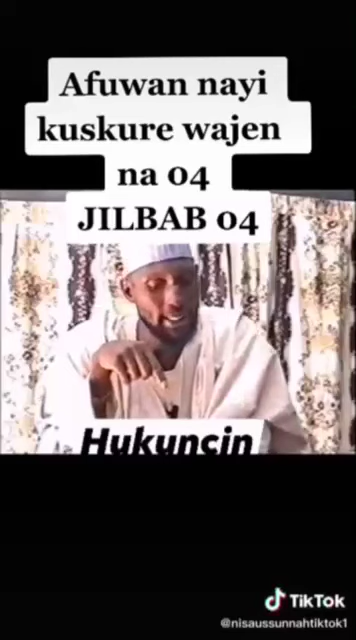 Afuwan nayi
kuskure wajen
na 04
JILBAB 04
Hukuncin
TikTok
@nisaussunnahtiktok1